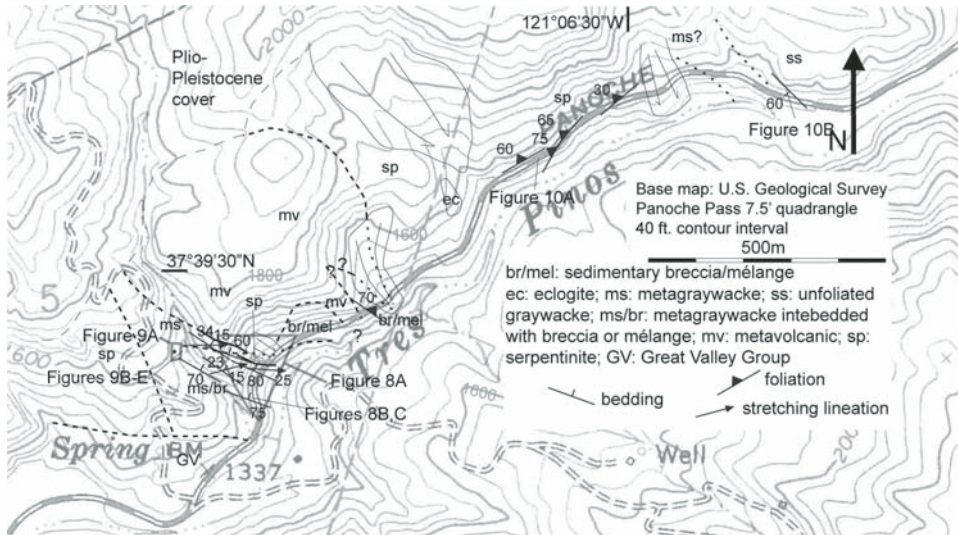 121°06'30"W
2000
ms?
Plio-
Pleistocene
cover
ss
30
sp
PANOCHE
65
75
60
60
Figure 10B
N
sp
Figure 10A
Pinos
ec
mv
Base map: U.S. Geological Survey
Panoche Pass 7.5' quadrangle
40 ft. contour interval
500m
1600
37°39'30"N
1800
? ?
mv
sp
mv
70
br/mel
br/mel
?
5
br/mel: sedimentary breccia/mélange
ec: eclogite; ms: metagraywacke; ss: unfoliated
graywacke; ms/br: metagraywacke intebedded
with breccia or mélange; mv: metavolcanic; sp:
serpentinite; GV: Great Valley Group
foliation
bedding
stretching lineation
Figure 9A
ms
34
15
60
Tres
sp
23
Figures 9B-E
70
15
80
25
Figure 8A
ms/br
Figures 8B,C
75
1600
Spring
BM
GV
1337
Well